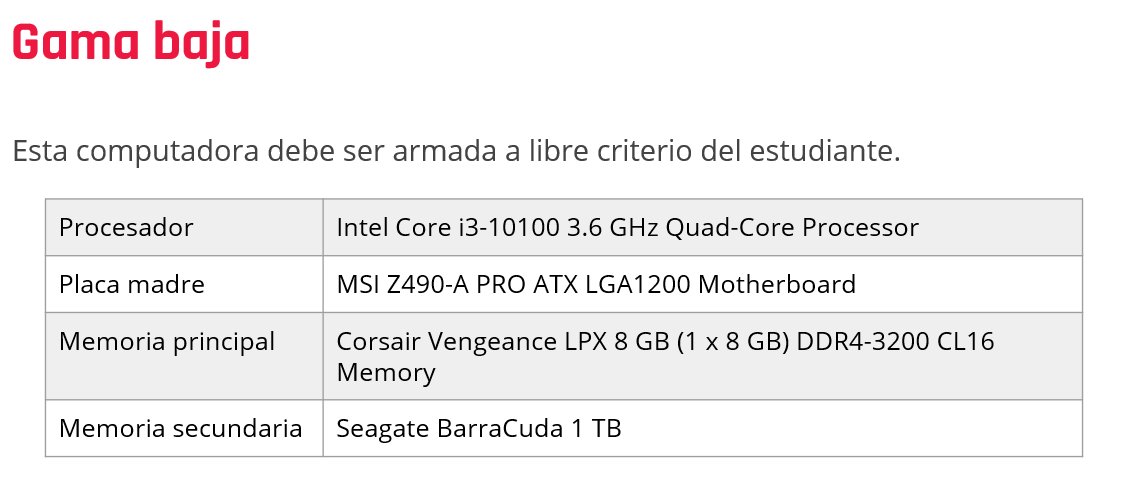 Gama baja
Esta computadora debe ser armada a libre criterio del estudiante.
Procesador
Intel Core i3-10100 3.6 GHz Quad-Core Processor
Placa madre
MSI Z490-A PRO ATX LGA1200 Motherboard
Memoria principal
Corsair Vengeance LPX 8 GB (1 x 8 GB) DDR4-3200 CL16
Memory
Memoria secundaria
Seagate BarraCuda 1 TB